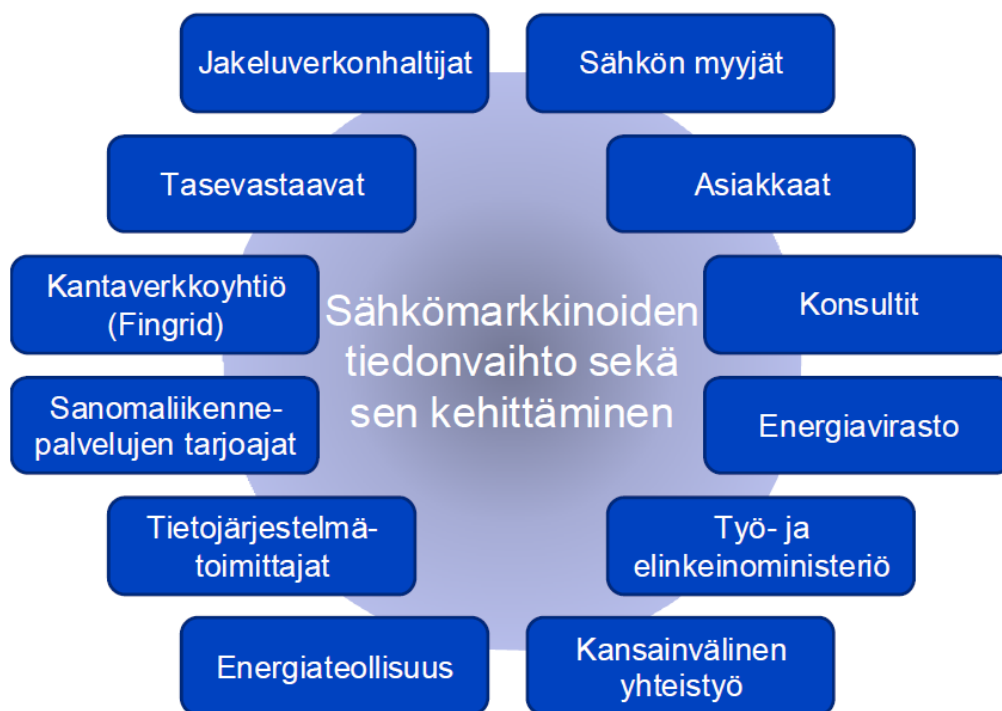 Jakeluverkonhaltijat
Sähkön myyjät
Tasevastaavat
Asiakkaat
Kantaverkkoyhtiö
(Fingrid)
Sähkömarkkinoiden
tiedonvaihto sekä
sen kehittäminen
Konsultit
Sanomaliikenne-
palvelujen tarjoajat
Energiavirasto
Tietojärjestelmä-
toimittajat
Työ- ja
elinkeinoministeriö
Energiateollisuus
Kansainvälinen
yhteistyö